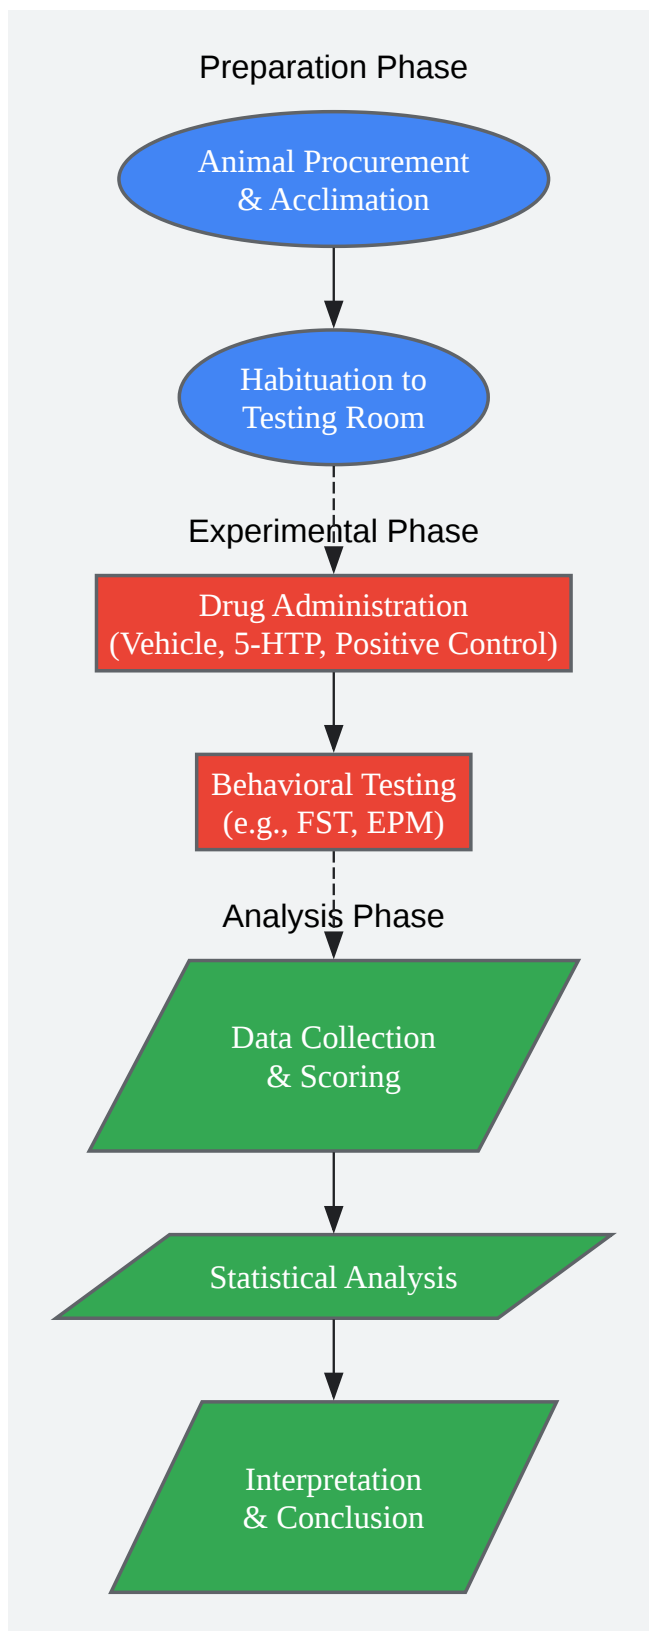 Preparation Phase
Animal Procurement
& Acclimation
Habituation to
Testing Room
Experimental Phase
Drug Administration
(Vehicle, 5-HTP, Positive Control)
Behavioral Testing
(e.g., FST, EPM)
Analysis Phase
Data Collection
& Scoring
Statistical Analysis
Interpretation
& Conclusion